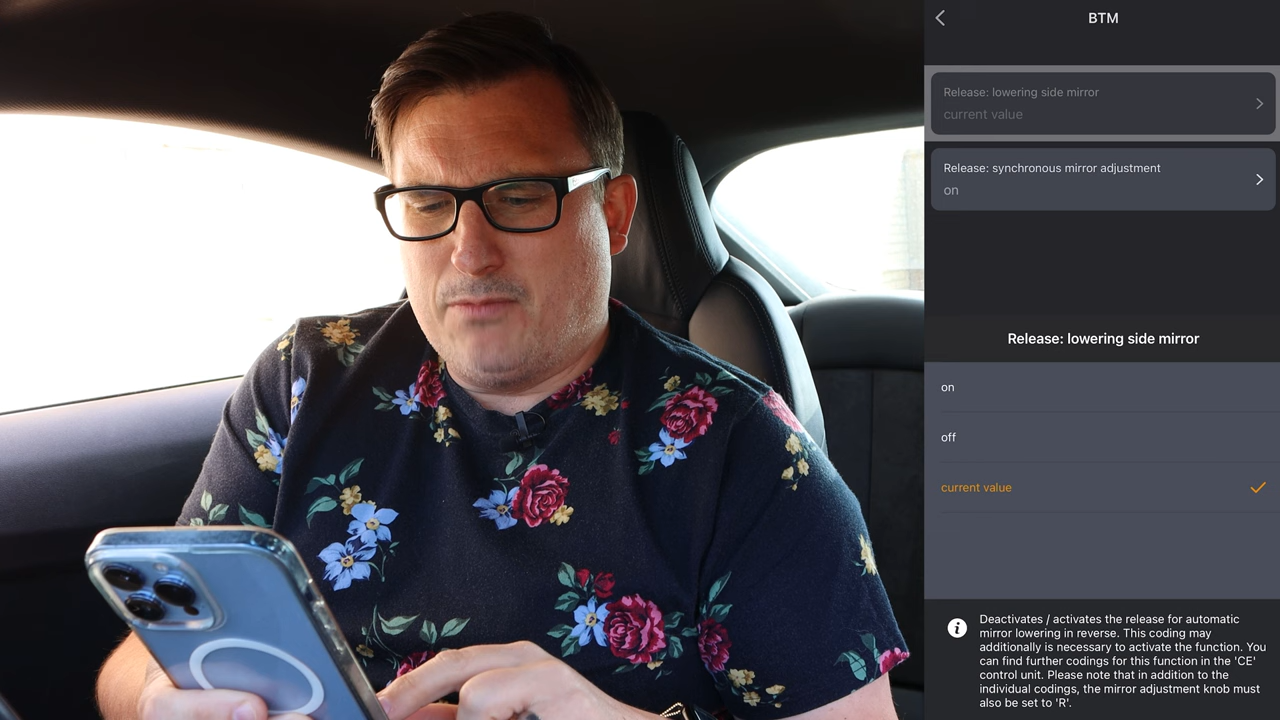 BTM
Release: lowering side mirror
current value
Release: synchronous mirror adjustment
on
Release: lowering side mirror
on
off
current value
Deactivates / activates the release for automatic
mirror lowering in reverse. This coding may
additionally is necessary to activate the function. You
can find further codings for this function in the 'CE'
control unit. Please note that in addition to the
individual codings, the mirror adjustment knob must
also be set to 'R'.